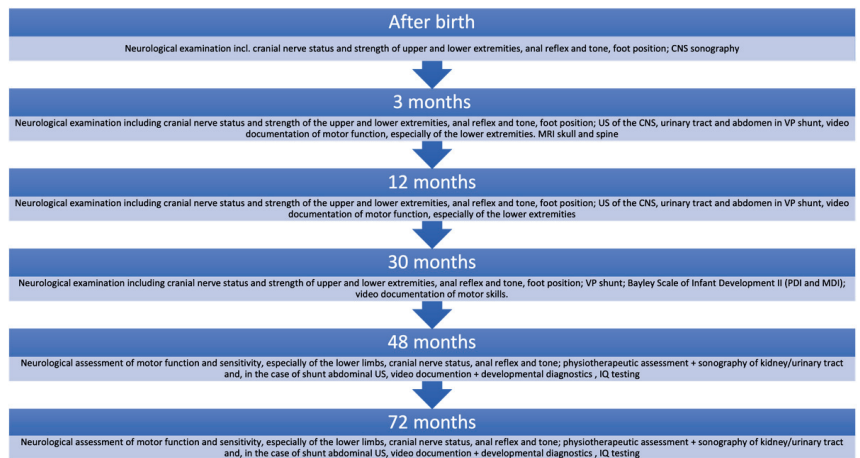 After birth
Neurological examination incl. cranial nerve status and strength of upper and lower extremities, anal reflex and tone, foot position; CNS sonography
3 months
Neurological examination including cranial nerve status and strength of the upper and lower extremities, anal reflex and tone, foot position; US of the CNS, urinary tract and abdomen in VP shunt, video
documentation of motor function, especially of the lower extremities. MRI skull and spine
12 months
Neurological examination including cranial nerve status and strength of the upper and lower extremities, anal reflex and tone, foot position; US of the CNS, urinary tract and abdomen in VP shunt, video
documentation of motor function, especially of the lower extremities
30 months
Neurological examination including cranial nerve status and strength of upper and lower extremities, anal reflex and tone, foot position; VP shunt; Bayley Scale of Infant Development II (PDI and MDI);
video documentation of motor skills.
48 months
Neurological assessment of motor function and sensitivity, especially of the lower limbs, cranial nerve status, anal reflex and tone; physiotherapeutic assessment + sonography of kidney/urinary tract
and, in the case of shunt abdominal US, video documention + developmental diagnostics , IQ testing
72 months
Neurological assessment of motor function and sensitivity, especially of the lower limbs, cranial nerve status, anal reflex and tone; physiotherapeutic assessment + sonography of kidney/urinary tract
and, in the case of shunt abdominal US, video documention + developmental diagnostics , IQ testing